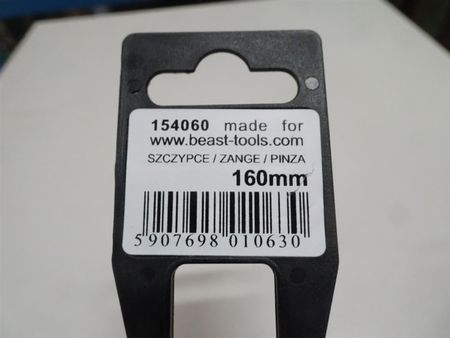 154060 made for
www.beast-tools.com
SZCZYPCE / ZANGE / PINZA
160mm
5 907698 010630